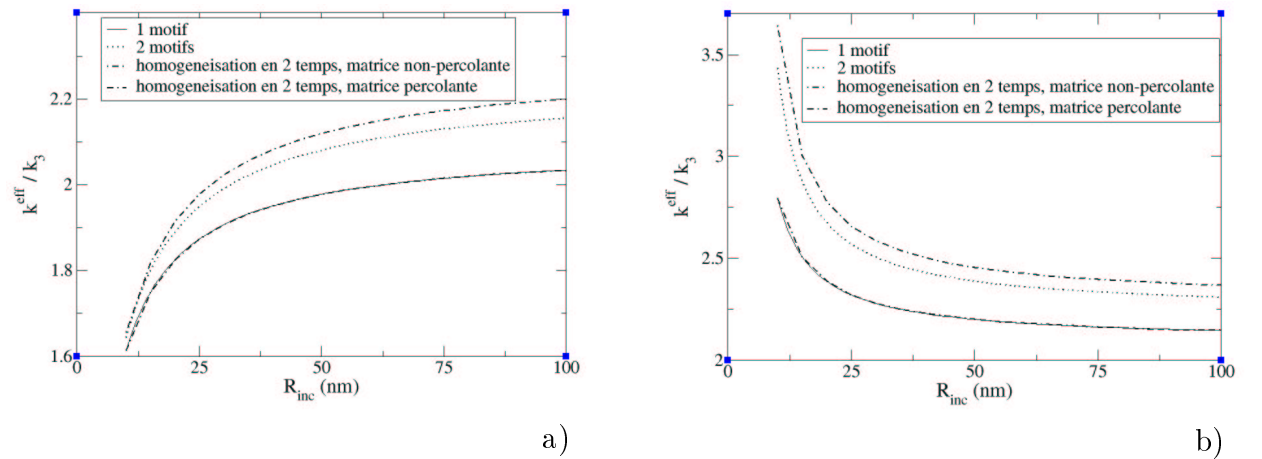 1 motif
2 motifs
homogeneisation en 2 temps, matrice non-percolante
homogeneisation en 2 temps, matrice percolante
2.2
2
1.8
1.6
k^eff / k_3
0 25 50 75 100
R_inc (nm)
a)
1 motif
2 motifs
homogeneisation en 2 temps, matrice non-percolante
homogeneisation en 2 temps, matrice percolante
3.5
3
2.5
2
k^eff / k_3
0 25 50 75 100
R_inc (nm)
b)